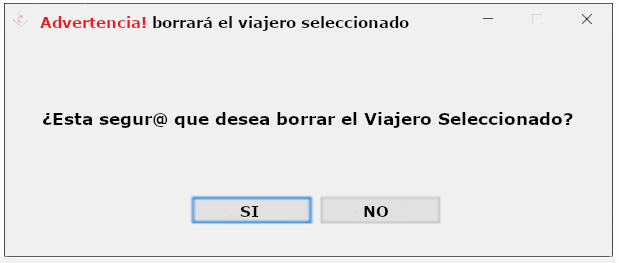 Advertencia! borrará el viajero seleccionado
¿Esta segur@ que desea borrar el Viajero Seleccionado?
SI
NO